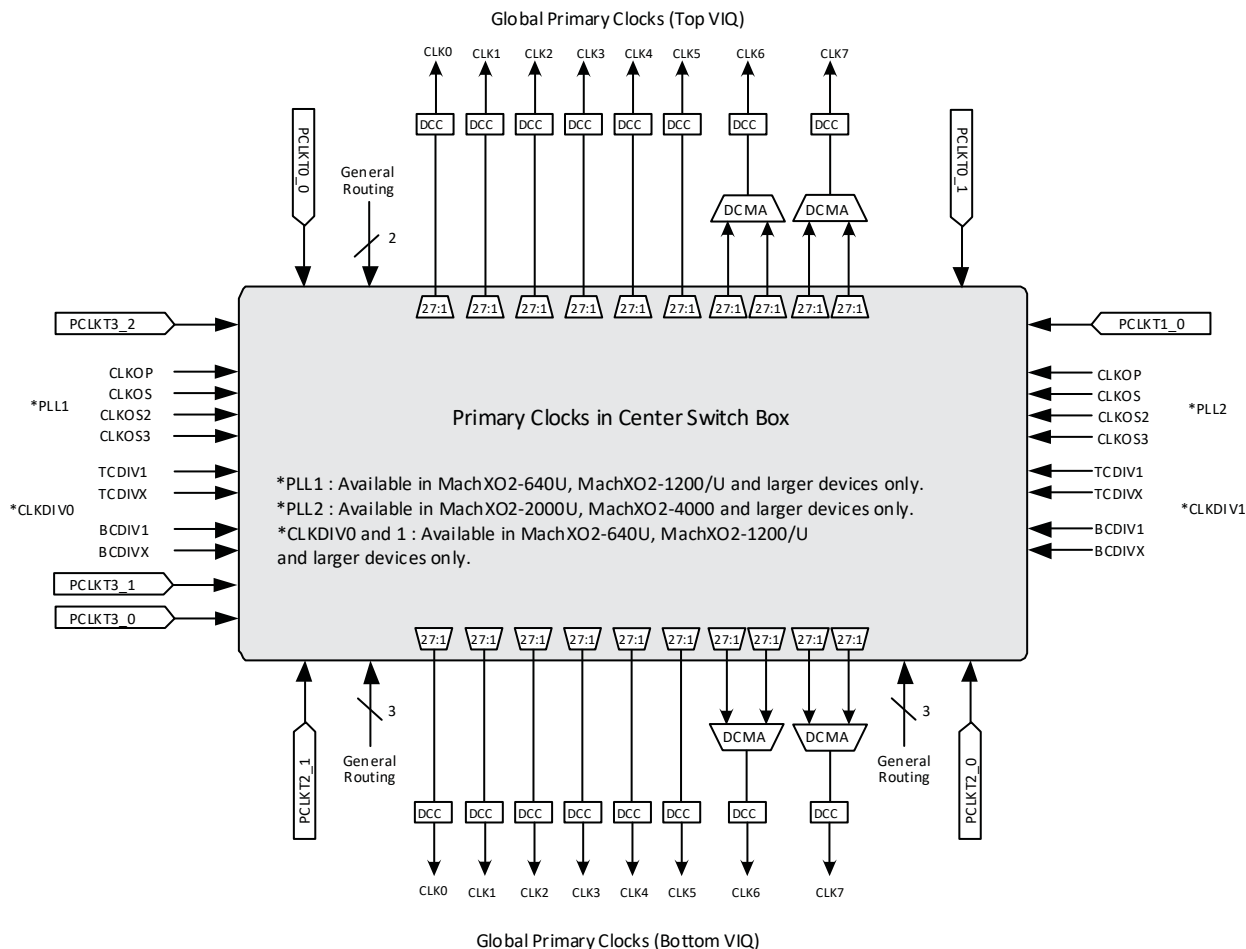 Global Primary Clocks (Top VIQ)
CLK0 CLK1 CLK2 CLK3 CLK4 CLK5 CLK6 CLK7
DCC DCC DCC DCC DCC DCC DCC DCC
PCLKT0_0
General
Routing
2
DCMA DCMA
PCLKT0_1
27:1 27:1 27:1 27:1 27:1 27:1 27:1 27:1 27:1 27:1
PCLKT3_2
PCLKT1_0
*PLL1
CLKOP
CLKOS
CLKOS2
CLKOS3
*CLKDIV0
TCDIV1
TCDIVX
BCDIV1
BCDIVX
PCLKT3_1
PCLKT3_0
Primary Clocks in Center Switch Box
*PLL1 : Available in MachXO2-640U, MachXO2-1200/U and larger devices only.
*PLL2 : Available in MachXO2-2000U, MachXO2-4000 and larger devices only.
*CLKDIV0 and 1 : Available in MachXO2-640U, MachXO2-1200/U
and larger devices only.
CLKOP
CLKOS
CLKOS2
CLKOS3
*PLL2
TCDIV1
TCDIVX
BCDIV1
BCDIVX
*CLKDIV1
27:1 27:1 27:1 27:1 27:1 27:1 27:1 27:1 27:1 27:1
PCLKT2_1
3
General
Routing
DCMA DCMA
3
General
Routing
PCLKT2_0
DCC DCC DCC DCC DCC DCC DCC DCC
CLK0 CLK1 CLK2 CLK3 CLK4 CLK5 CLK6 CLK7
Global Primary Clocks (Bottom VIQ)